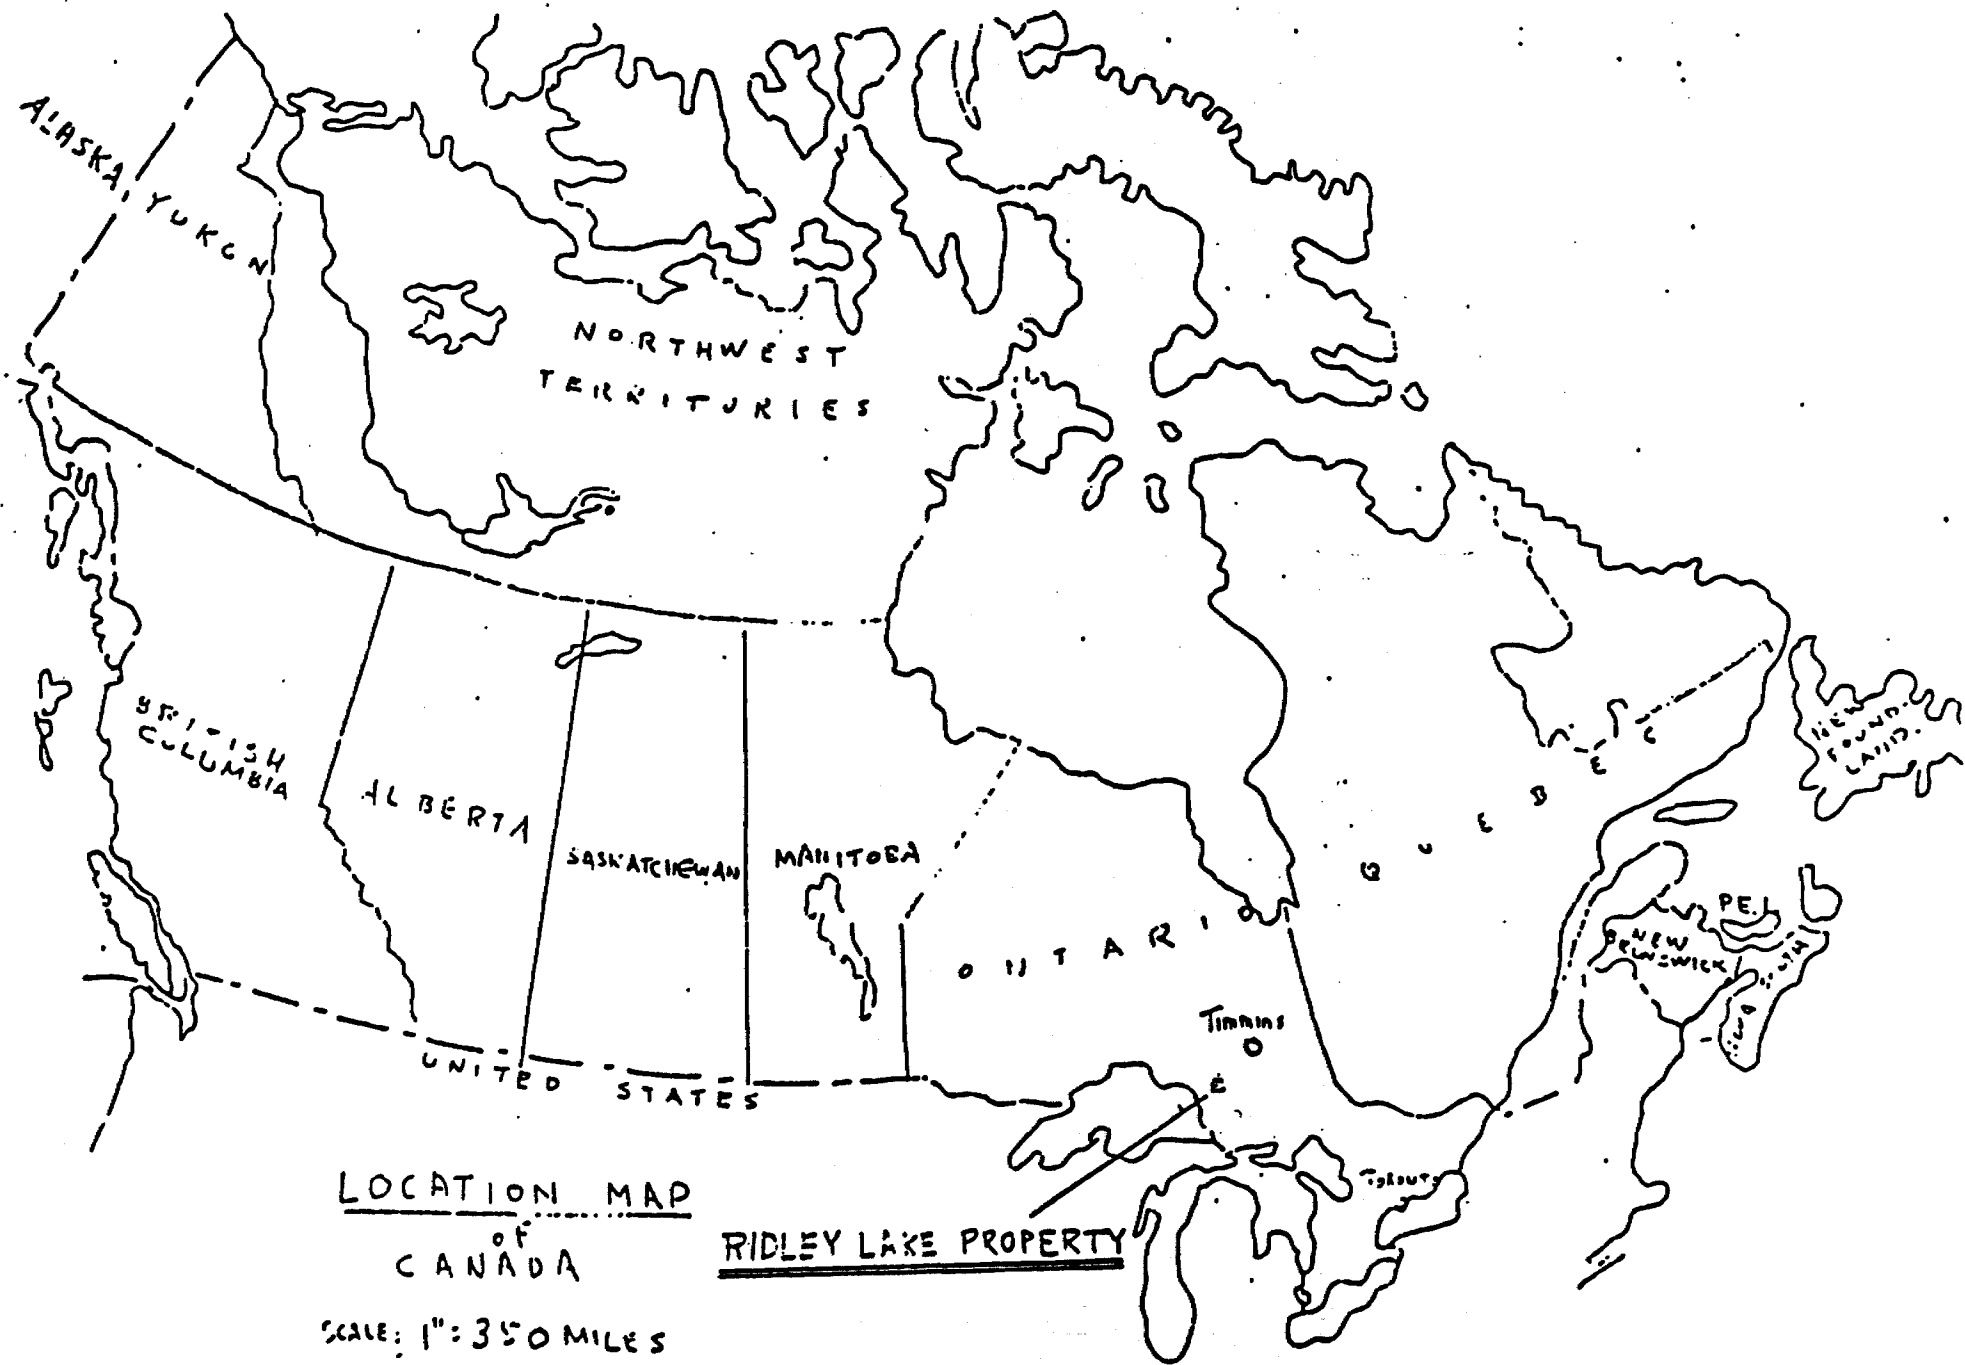 ALASKA
YUKON
NORTHWEST
TERRITORIES
BRITISH
COLUMBIA
ALBERTA
SASKATCHEWAN
MANITOBA
ONTARIO
QUEBEC
NEW
FOUND
LAND.
P.E.I.
NEW
BRUNSWICK
Timmins
UNITED STATES
TORONTO
LOCATION MAP
OF
CANADA
SCALE: 1" = 350 MILES
RIDLEY LAKE PROPERTY